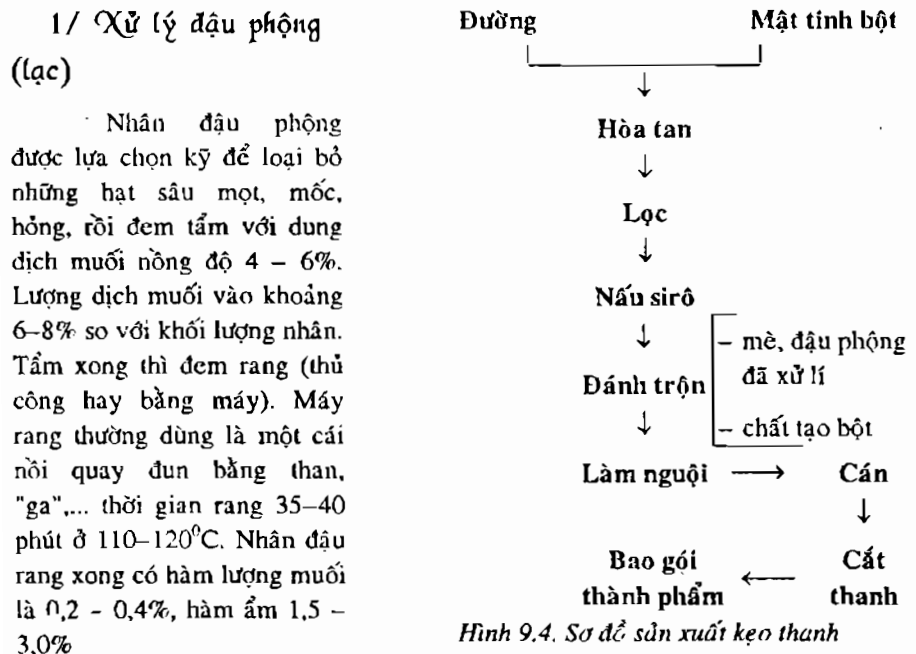 1/ Xử lý đậu phộng
(lạc)
Nhân đậu phộng
được lựa chọn kỹ để loại bỏ
những hạt sâu mọt, mốc,
hỏng, rồi đem tẩm với dung
dịch muối nồng độ 4 – 6%.
Lượng dịch muối vào khoảng
6–8% so với khối lượng nhân.
Tẩm xong thì đem rang (thủ
công hay bằng máy). Máy
rang thường dùng là một cái
nồi quay đun bằng than,
"ga",... thời gian rang 35–40
phút ở 110–120⁰C. Nhân đậu
rang xong có hàm lượng muối
là 0,2 - 0,4%, hàm ẩm 1,5 –
3,0%
Đường Mật tinh bột
Hòa tan
Lọc
Nấu sirô
Đánh trộn
– mè, đậu phộng
đã xử lí
– chất tạo bọt
Làm nguội → Cán
Bao gói ← Cắt
thành phẩm thanh
Hình 9.4. Sơ đồ sản xuất kẹo thanh